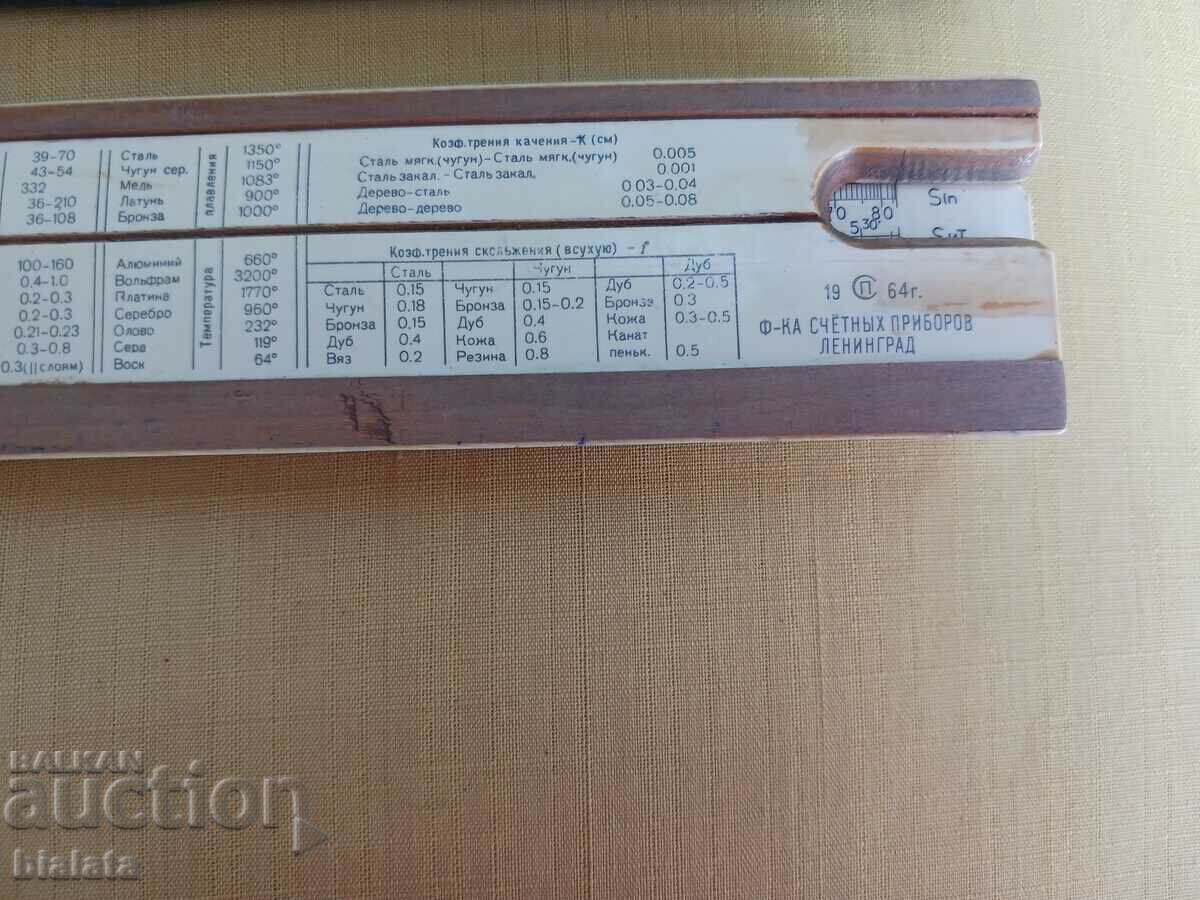 39-70 Сталь 1350°
43-54 Чугун сер. 1150°
332 Медь 1083°
36-210 Латунь 900°
36-108 Бронза 1000°
плавления
Коэф.трения качения-К (см)
Сталь мягк.(чугун)-Сталь мягк.(чугун) 0.005
Сталь закал. - Сталь закал. 0.001
Дерево-сталь 0 03-0.04
Дерево-дерево 0.05-0.08
70 80 Sin
5,30'
100-160 Алюминий 660°
0.4-1.0 Вольфрам 3200°
0.2-0.3 Платина 1770°
0.2-0.3 Серебро 960°
0.21-0.23 Олово 232°
0.3-0.8 Сера 119°
0.3(||слоям) Воск 64°
Температура
Коэф.трения скольжения (всухую) - f
Сталь Чугун Дуб
Сталь 0.15 Чугун 0.15 Дуб 0.2-0.5
Чугун 0.18 Бронза 0.15-0.2 Бронзэ 0.3
Бронза 0.15 Дуб 0.4 Кожа 0.3-0.5
Дуб 0.4 Кожа 0.6 Канат
Вяз 0.2 Резина 0.8 пеньк. 0.5
19 СП 64г.
Ф-КА СЧЁТНЫХ ПРИБОРОВ
ЛЕНИНГРАД
BALKAN
auction
bialata